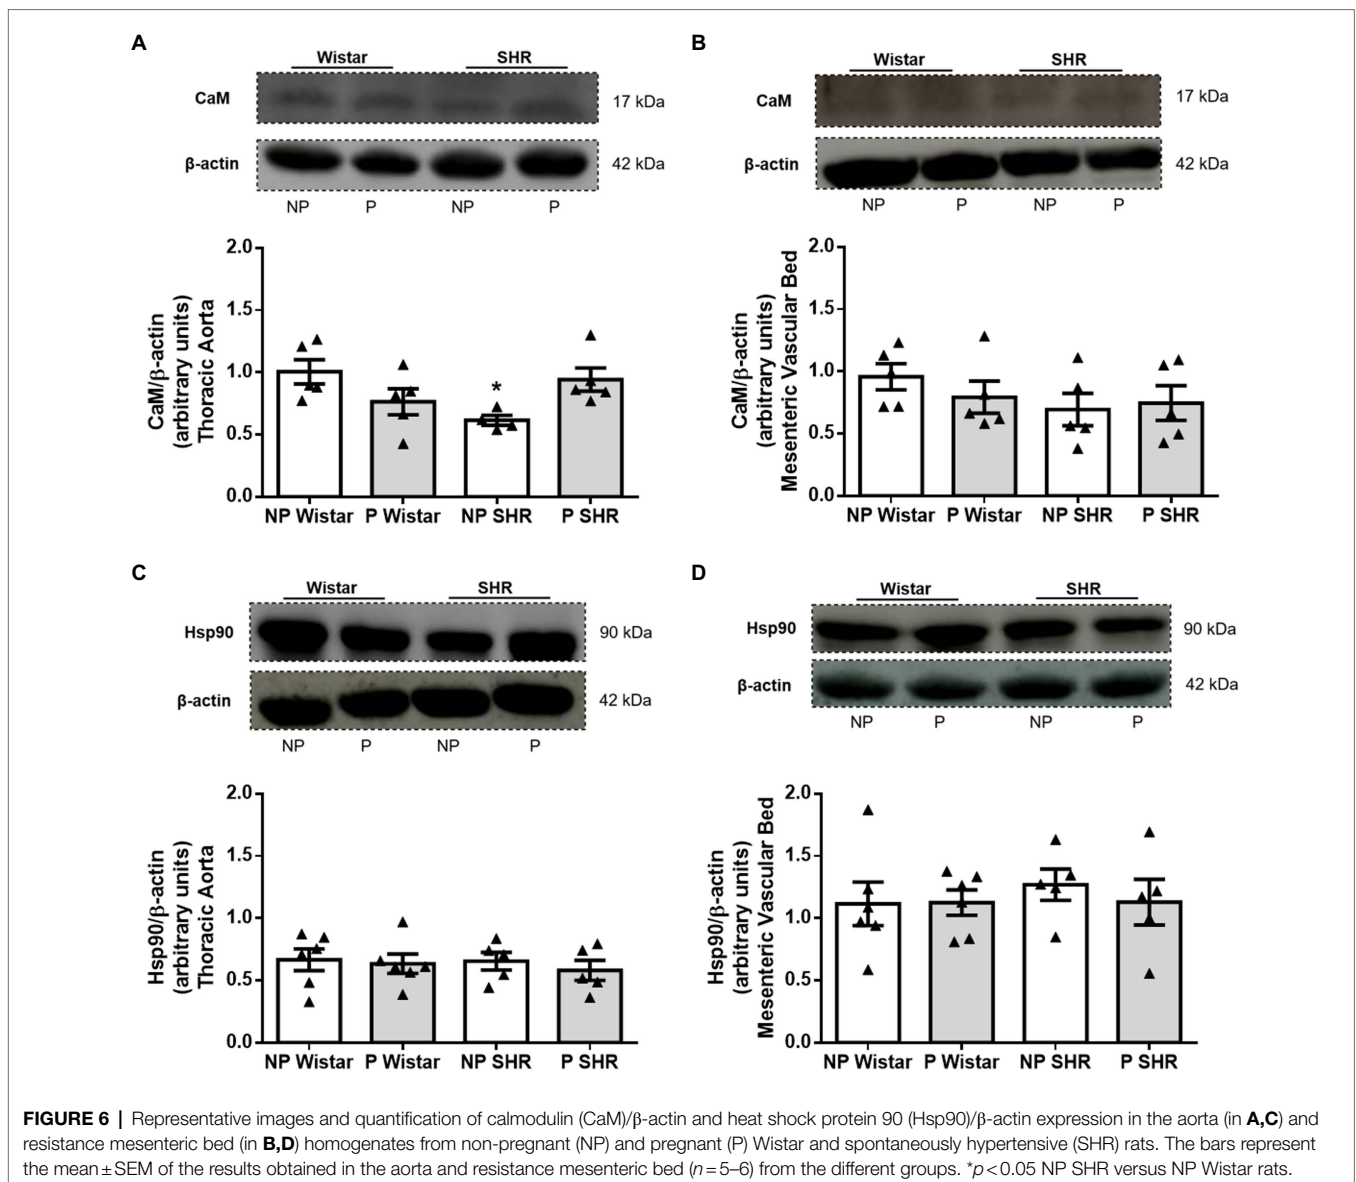 A
Wistar SHR
CaM 17 kDa
β-actin 42 kDa
NP P NP P
CaM/β-actin
(arbitrary units)
Thoracic Aorta
2.0
1.5
1.0
0.5
0.0
*
NP Wistar P Wistar NP SHR P SHR
B
Wistar SHR
CaM 17 kDa
β-actin 42 kDa
NP P NP P
CaM/β-actin
(arbitrary units)
Mesenteric Vascular Bed
2.0
1.5
1.0
0.5
0.0
NP Wistar P Wistar NP SHR P SHR
C
Wistar SHR
Hsp90 90 kDa
β-actin 42 kDa
NP P NP P
Hsp90/β-actin
(arbitrary units)
Thoracic Aorta
2.0
1.5
1.0
0.5
0.0
NP Wistar P Wistar NP SHR P SHR
D
Wistar SHR
Hsp90 90 kDa
β-actin 42 kDa
NP P NP P
Hsp90/β-actin
(arbitrary units)
Mesenteric Vascular Bed
2.0
1.5
1.0
0.5
0.0
NP Wistar P Wistar NP SHR P SHR
FIGURE 6 | Representative images and quantification of calmodulin (CaM)/β-actin and heat shock protein 90 (Hsp90)/β-actin expression in the aorta (in A,C) and
resistance mesenteric bed (in B,D) homogenates from non-pregnant (NP) and pregnant (P) Wistar and spontaneously hypertensive (SHR) rats. The bars represent
the mean ± SEM of the results obtained in the aorta and resistance mesenteric bed (n = 5–6) from the different groups. *p < 0.05 NP SHR versus NP Wistar rats.